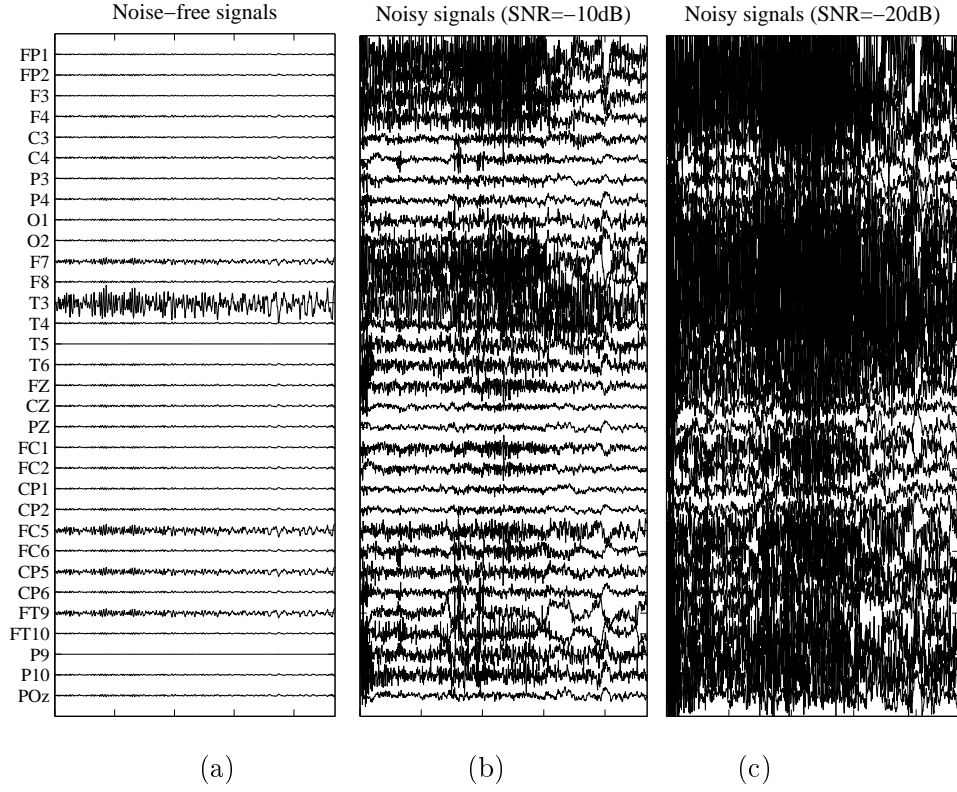 Noise−free signals
Noisy signals (SNR=−10dB)
Noisy signals (SNR=−20dB)
FP1
FP2
F3
F4
C3
C4
P3
P4
O1
O2
F7
F8
T3
T4
T5
T6
FZ
CZ
PZ
FC1
FC2
CP1
CP2
FC5
FC6
CP5
CP6
FT9
FT10
P9
P10
POz
(a)
(b)
(c)